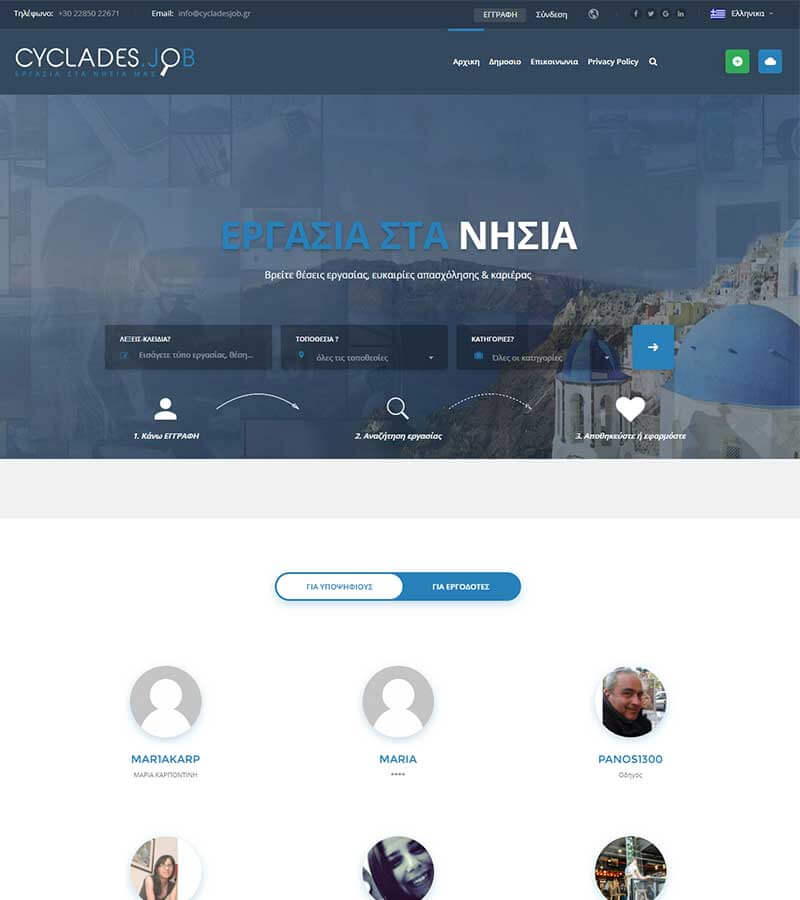 Τηλέφωνο: +30 22850 22671 Email: info@cycladesjob.gr ΕΓΓΡΑΦΗ Σύνδεση Ελληνικα
CYCLADES.JOB
ΕΡΓΑΣΙΑ ΣΤΑ ΝΗΣΙΑ ΜΑΣ
Αρχικη Δημοσιο Επικοινωνια Privacy Policy
ΕΡΓΑΣΙΑ ΣΤΑ ΝΗΣΙΑ
Βρείτε θέσεις εργασίας, ευκαιρίες απασχόλησης & καριέρας
ΛΕΞΕΙΣ-ΚΛΕΙΔΙΑ? ΤΟΠΟΘΕΣΙΑ ? ΚΑΤΗΓΟΡΙΕΣ?
Εισάγετε τύπο εργασίας, θέση... όλες τις τοποθεσίες Όλες οι κατηγορίες
1. Κάνω ΕΓΓΡΑΦΗ 2. Αναζήτηση εργασίας 3. Αποθηκεύστε ή εφαρμόστε
ΓΙΑ ΥΠΟΨΗΦΙΟΥΣ ΓΙΑ ΕΡΓΟΔΟΤΕΣ
MAR1AKARP MARIA PANOS1300
ΜΑΡΙΑ ΚΑΡΠΟΝΤΙΝΗ **** Οδηγός